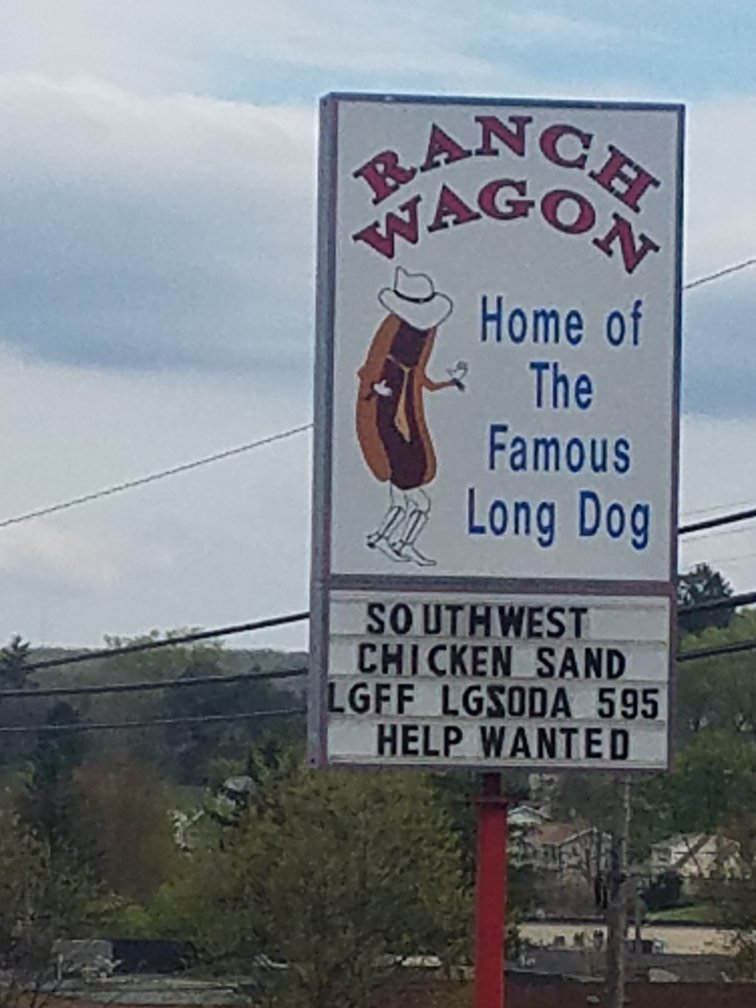 RANCH
WAGON
Home of
The
Famous
Long Dog
SOUTHWEST
CHICKEN SAND
LGFF LGSODA 595
HELP WANTED